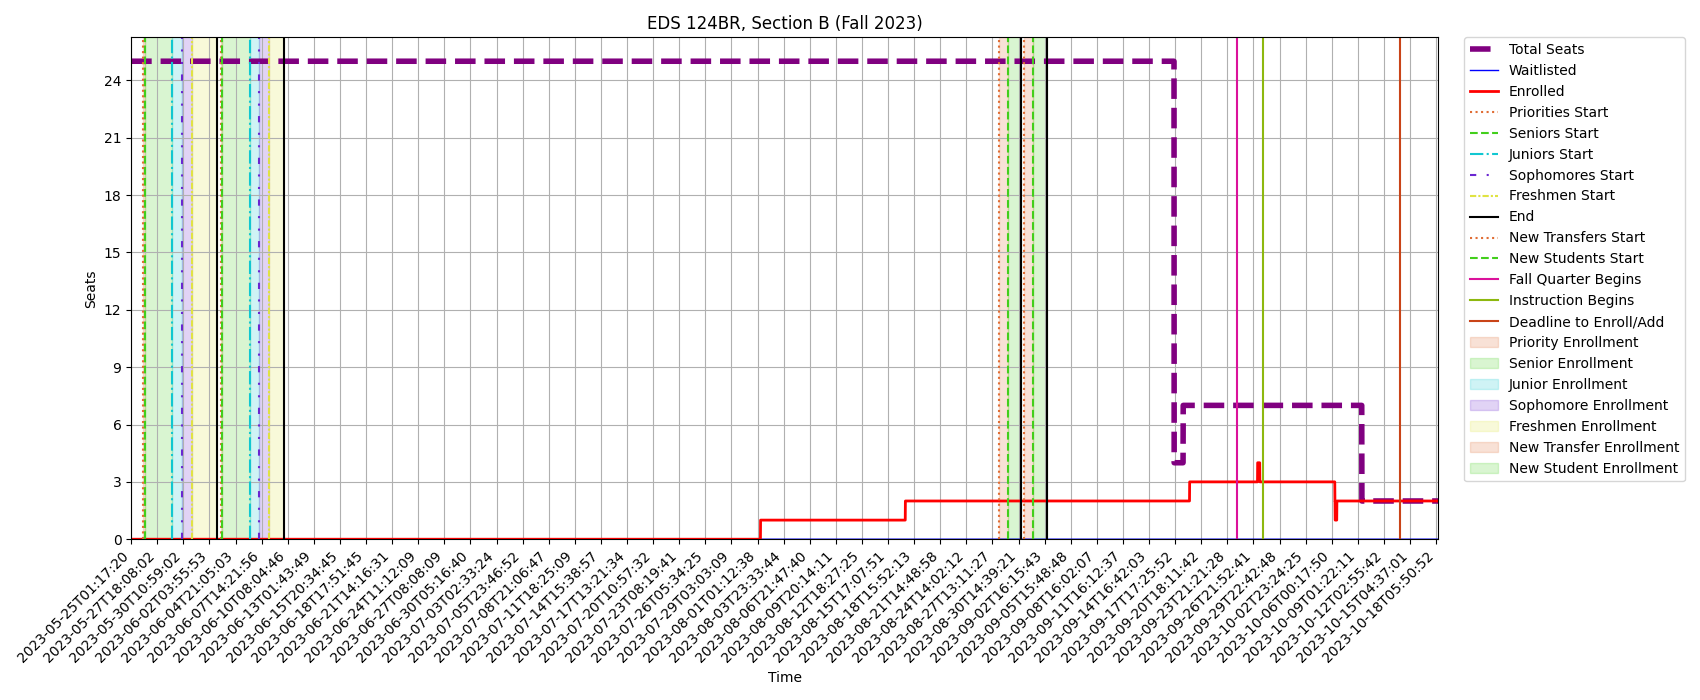 EDS 124BR, Section B (Fall 2023)
Seats
24
21
18
15
12
9
6
3
0
2023-05-25T01:17:20
2023-05-27T18:08:02
2023-05-30T10:59:02
2023-06-02T03:55:53
2023-06-04T21:05:03
2023-06-07T14:21:56
2023-06-10T08:04:46
2023-06-13T01:43:49
2023-06-15T20:34:45
2023-06-18T17:51:45
2023-06-21T14:16:31
2023-06-24T11:12:09
2023-06-27T08:08:09
2023-06-30T05:16:40
2023-07-03T02:33:24
2023-07-05T23:46:52
2023-07-08T21:06:47
2023-07-11T18:25:09
2023-07-14T15:38:57
2023-07-17T13:21:34
2023-07-20T10:57:32
2023-07-23T08:19:41
2023-07-26T05:34:25
2023-07-29T03:03:09
2023-08-01T01:12:38
2023-08-03T23:33:44
2023-08-06T21:47:40
2023-08-09T20:14:11
2023-08-12T18:27:25
2023-08-15T17:07:51
2023-08-18T15:52:13
2023-08-21T14:48:58
2023-08-24T14:02:12
2023-08-27T13:11:27
2023-08-30T14:39:21
2023-09-02T16:15:43
2023-09-05T15:48:48
2023-09-08T16:02:07
2023-09-11T16:12:37
2023-09-14T16:42:03
2023-09-17T17:25:52
2023-09-20T18:11:42
2023-09-23T21:21:28
2023-09-26T21:52:41
2023-09-29T22:42:48
2023-10-02T23:24:25
2023-10-06T00:17:50
2023-10-09T01:22:11
2023-10-12T02:55:42
2023-10-15T04:37:01
2023-10-18T05:50:52
Time
Total Seats
Waitlisted
Enrolled
Priorities Start
Seniors Start
Juniors Start
Sophomores Start
Freshmen Start
End
New Transfers Start
New Students Start
Fall Quarter Begins
Instruction Begins
Deadline to Enroll/Add
Priority Enrollment
Senior Enrollment
Junior Enrollment
Sophomore Enrollment
Freshmen Enrollment
New Transfer Enrollment
New Student Enrollment